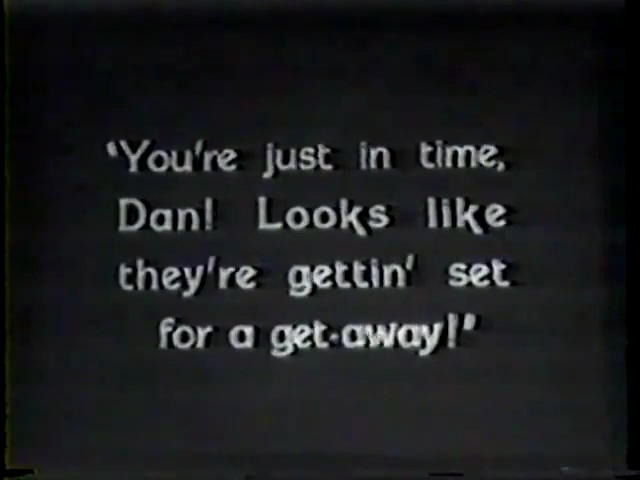 "You're just in time,
Dan! Looks like
they're gettin' set
for a get-away!"